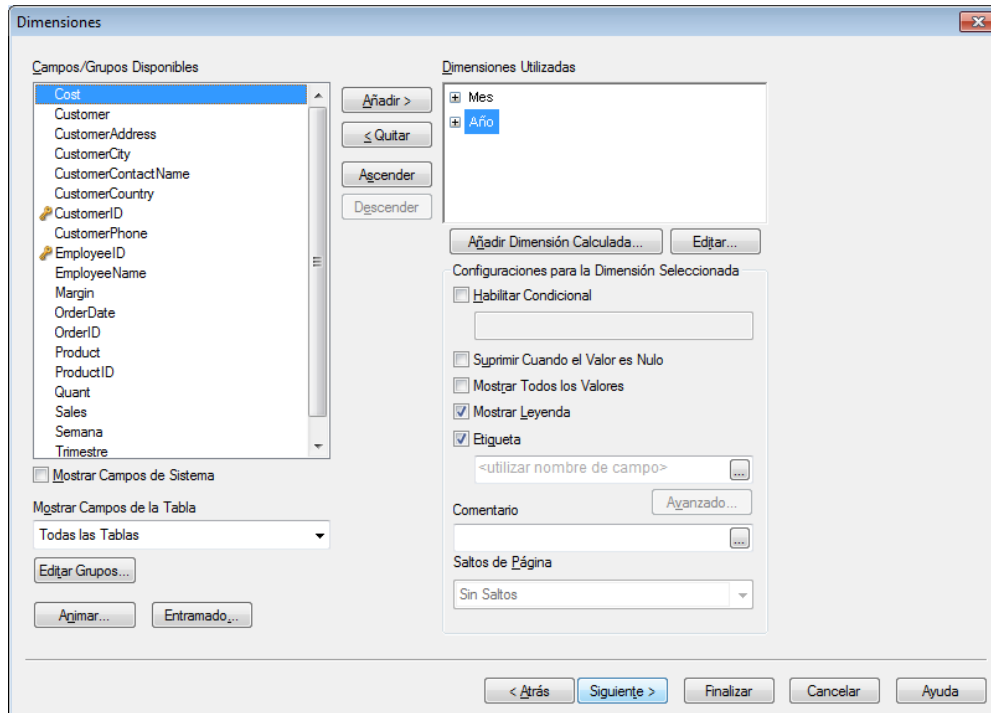 Dimensiones
Campos/Grupos Disponibles
Cost
Customer
CustomerAddress
CustomerCity
CustomerContactName
CustomerCountry
CustomerID
CustomerPhone
EmployeeID
EmployeeName
Margin
OrderDate
OrderID
Product
ProductID
Quant
Sales
Semana
Trimestre
Mostrar Campos de Sistema
Mostrar Campos de la Tabla
Todas las Tablas
Editar Grupos...
Animar...
Entramado...
Añadir >
< Quitar
Ascender
Descender
Dimensiones Utilizadas
Mes
Año
Añadir Dimensión Calculada...
Editar...
Configuraciones para la Dimensión Seleccionada
Habilitar Condicional
Suprimir Cuando el Valor es Nulo
Mostrar Todos los Valores
Mostrar Leyenda
Etiqueta
<utilizar nombre de campo>
...
Avanzado...
Comentario
...
Saltos de Página
Sin Saltos
< Atrás
Siguiente >
Finalizar
Cancelar
Ayuda